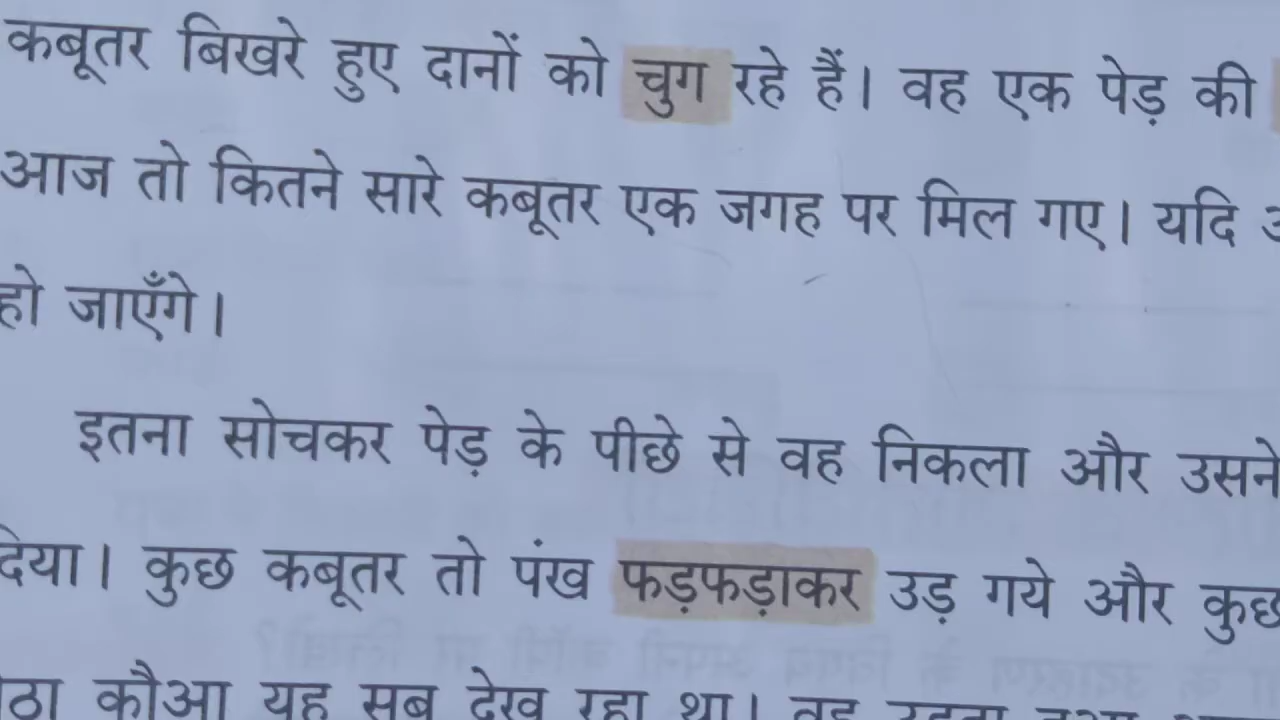 कबूतर बिखरे हुए दानों को चुग रहे हैं। वह एक पेड़ की
आज तो कितने सारे कबूतर एक जगह पर मिल गए। यदि
हो जाएँगे।
इतना सोचकर पेड़ के पीछे से वह निकला और उसने
दिया। कुछ कबूतर तो पंख फड़फड़ाकर उड़ गये और कुछ
कौआ यह सब देख रहा था। वह